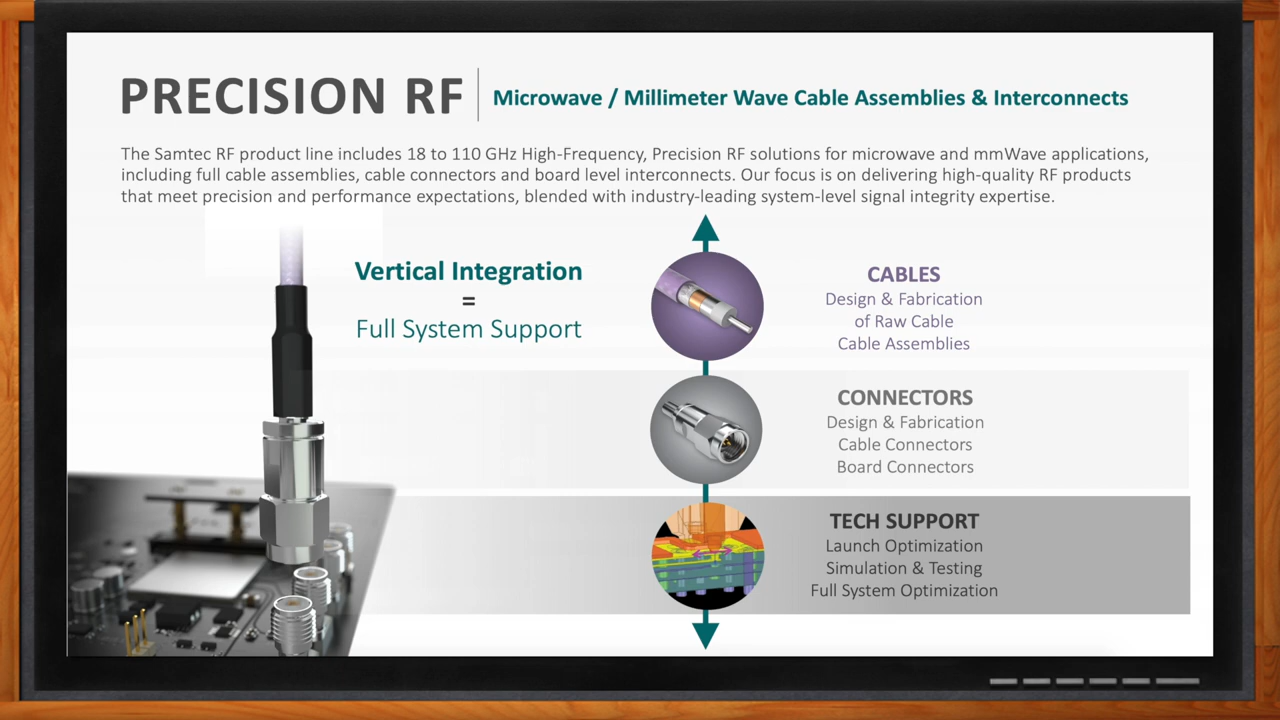 PRECISION RF
Microwave / Millimeter Wave Cable Assemblies & Interconnects
The Samtec RF product line includes 18 to 110 GHz High-Frequency, Precision RF solutions for microwave and mmWave applications,
including full cable assemblies, cable connectors and board level interconnects. Our focus is on delivering high-quality RF products
that meet precision and performance expectations, blended with industry-leading system-level signal integrity expertise.
Vertical Integration
=
Full System Support
CABLES
Design & Fabrication
of Raw Cable
Cable Assemblies
CONNECTORS
Design & Fabrication
Cable Connectors
Board Connectors
TECH SUPPORT
Launch Optimization
Simulation & Testing
Full System Optimization